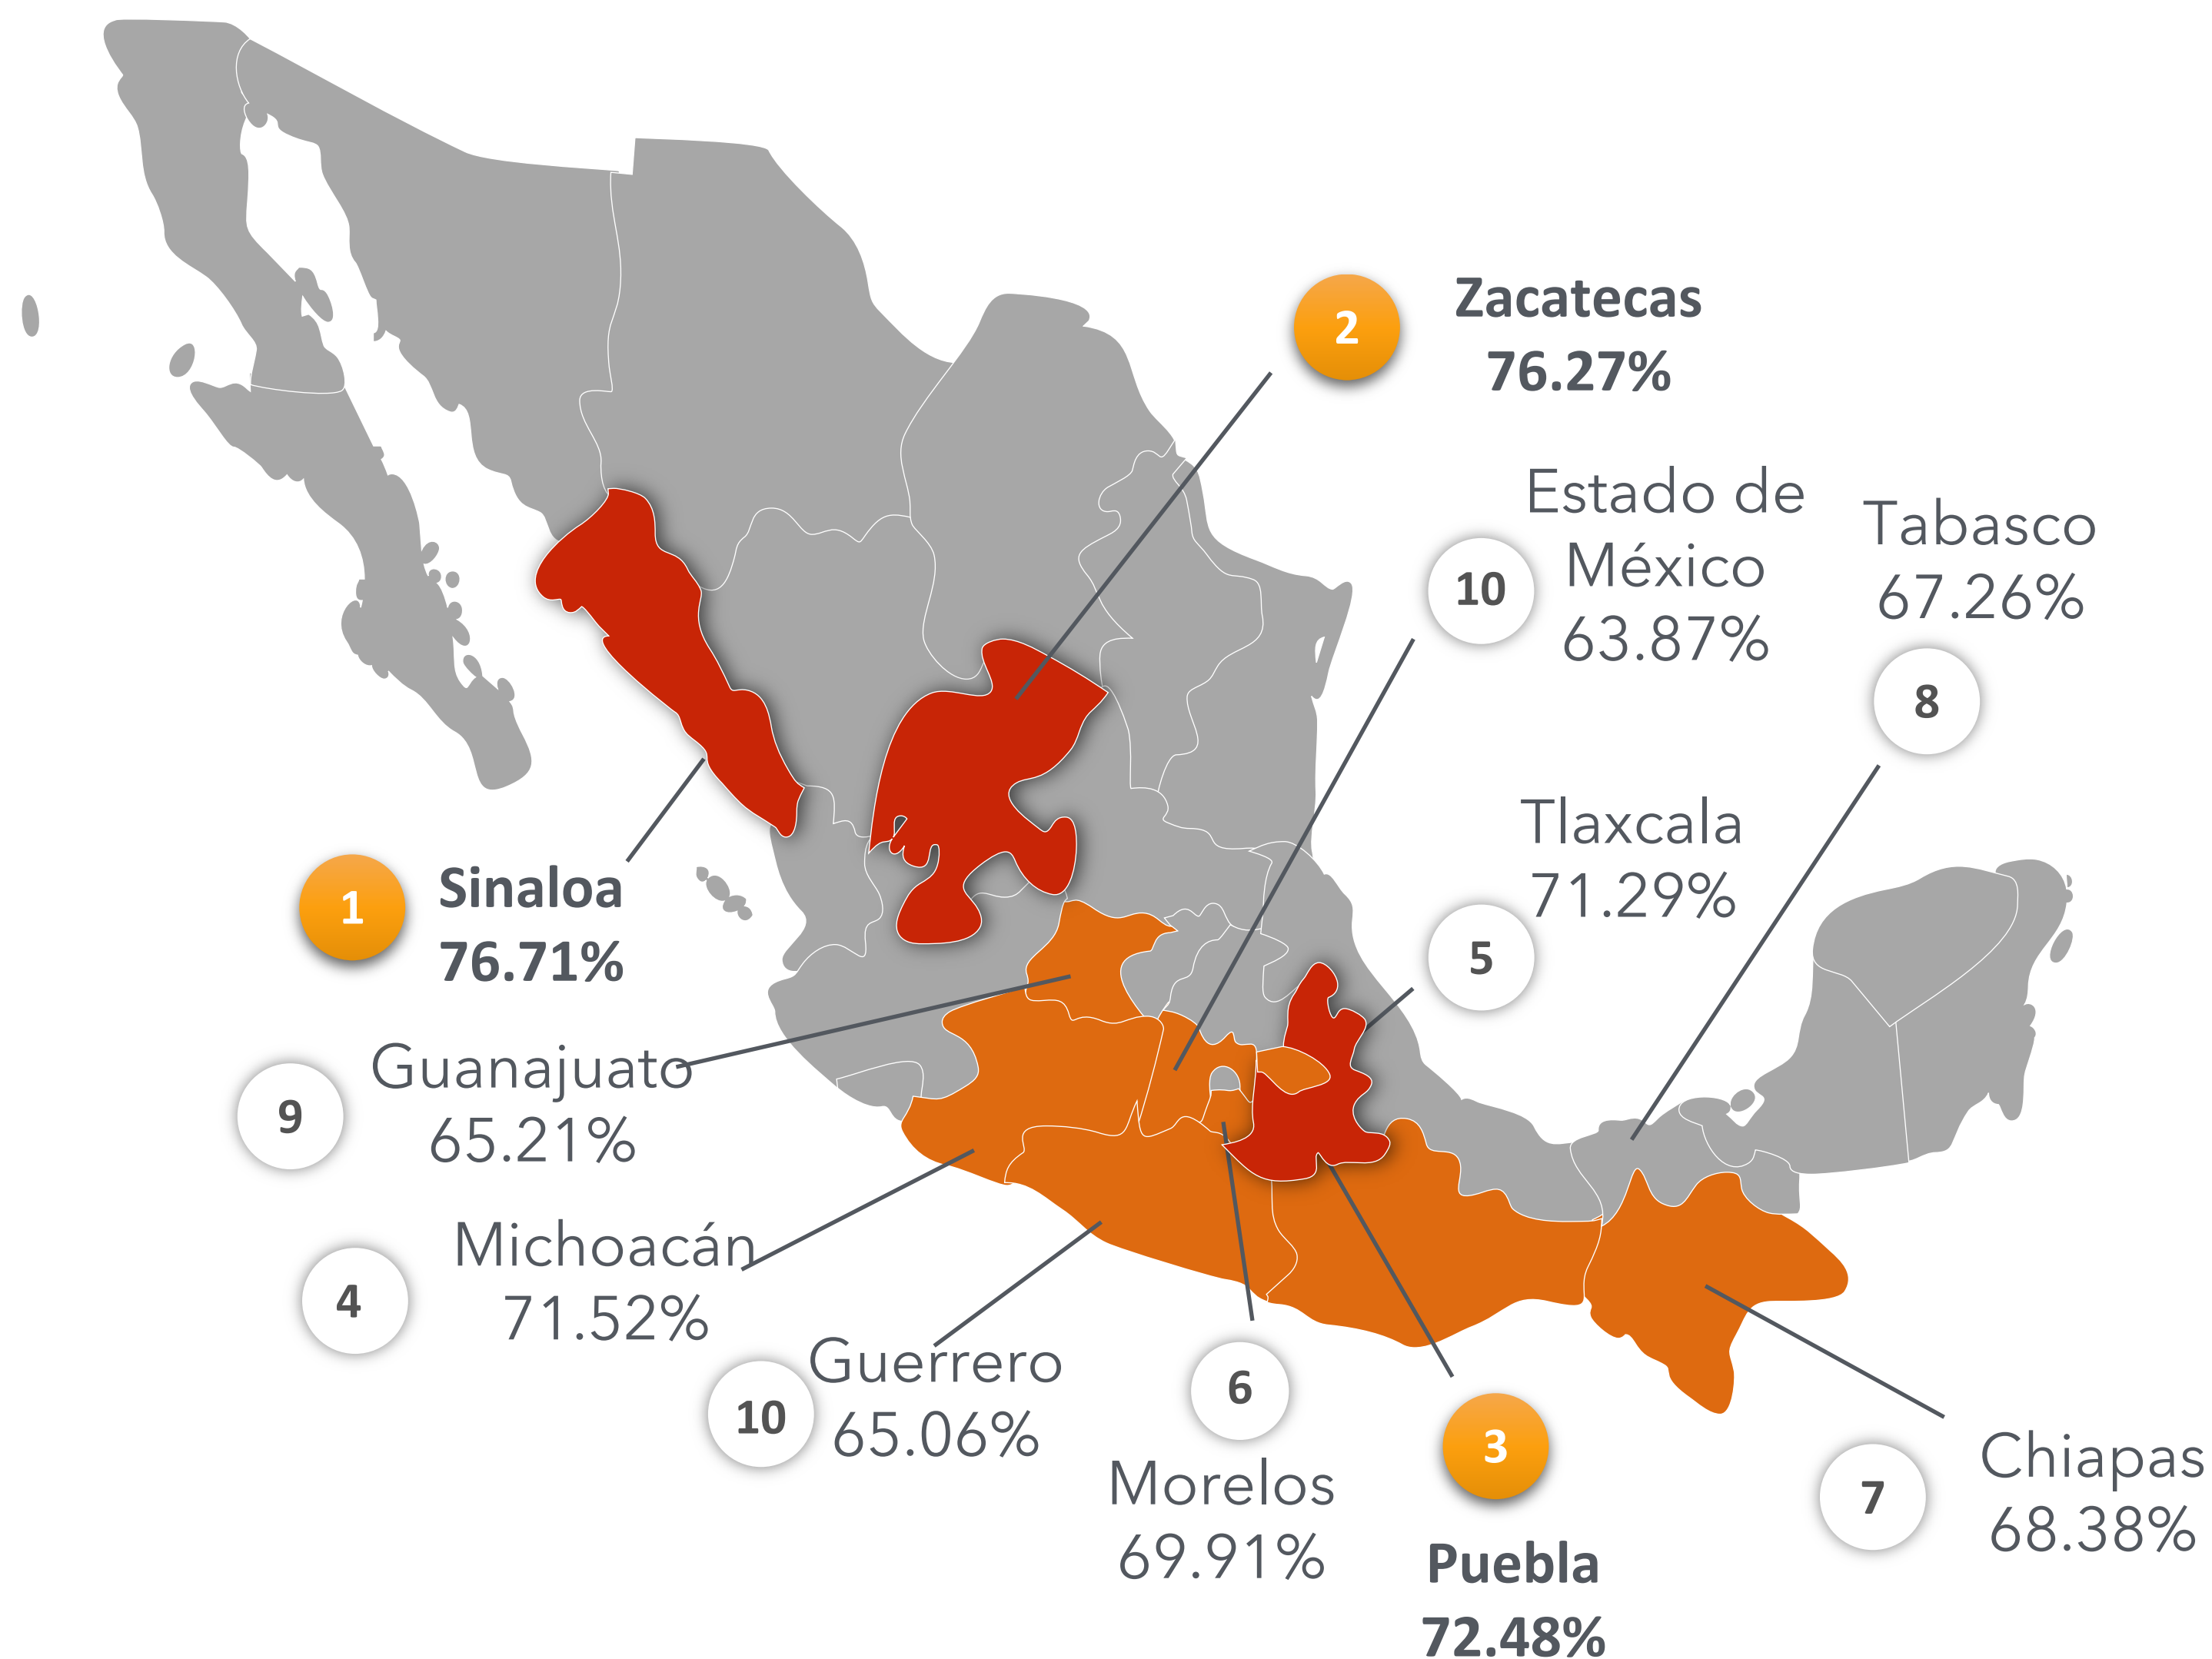 2
Zacatecas
76.27%
10
Estado de
México
63.87%
Tabasco
67.26%
8
Tlaxcala
71.29%
5
1
Sinaloa
76.71%
9
Guanajuato
65.21%
4
Michoacán
71.52%
10
Guerrero
65.06%
6
Morelos
69.91%
3
Puebla
72.48%
7
Chiapas
68.38%